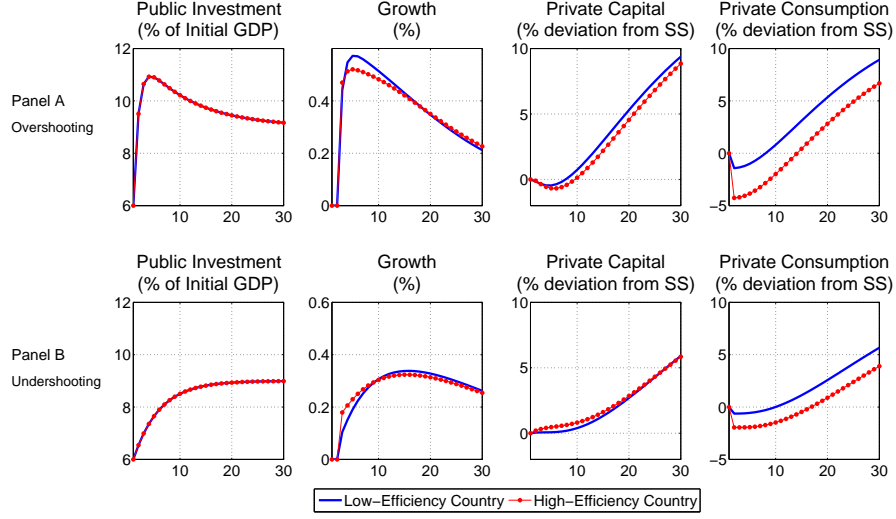 Public Investment
(% of Initial GDP)
Growth
(%)
Private Capital
(% deviation from SS)
Private Consumption
(% deviation from SS)
Panel A
Overshooting
12
10
8
6
10
20
30
0.4
0.2
0
10
20
30
10
5
0
10
20
30
10
5
0
−5
10
20
30
Public Investment
(% of Initial GDP)
Growth
(%)
Private Capital
(% deviation from SS)
Private Consumption
(% deviation from SS)
Panel B
Undershooting
12
10
8
6
10
20
30
0.6
0.4
0.2
0
10
20
30
10
5
0
10
20
30
10
5
0
−5
10
20
30
Low−Efficiency Country
High−Efficiency Country